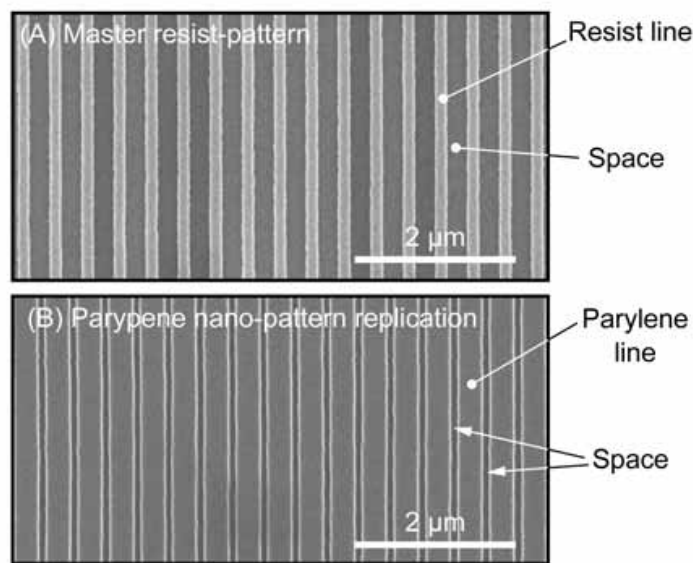 (A) Master resist-pattern
Resist line
Space
2 µm
(B) Parypene nano-pattern replication
Parylene
line
Space
2 µm